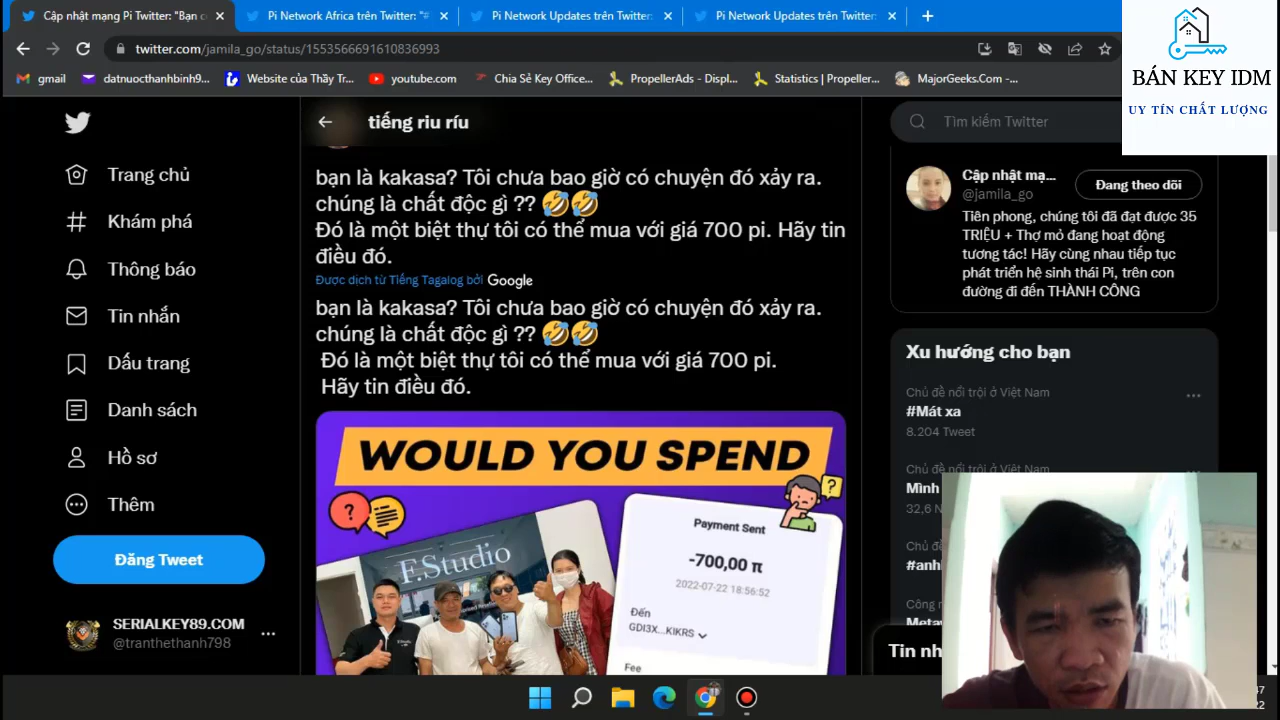 Cập nhật mạng Pi Twitter: "Bạn c
Pi Network Africa trên Twitter: "#
Pi Network Updates trên Twitter:
Pi Network Updates trên Twitter:
twitter.com/jamila_go/status/1553566691610836993
gmail
datnuocthanhbinh9...
Website của Thầy Tr...
youtube.com
Chia Sẻ Key Office...
PropellerAds - Displ...
Statistics | Propeller...
MajorGeeks.Com -...
BÁN KEY IDM
UY TÍN CHẤT LƯỢNG
Trang chủ
Khám phá
Thông báo
Tin nhắn
Dấu trang
Danh sách
Hồ sơ
Thêm
Đăng Tweet
SERIALKEY89.COM
@tranthethanh798
tiếng riu ríu
bạn là kakasa? Tôi chưa bao giờ có chuyện đó xảy ra.
chúng là chất độc gì ?? 🤣🤣
Đó là một biệt thự tôi có thể mua với giá 700 pi. Hãy tin
điều đó.
Được dịch từ Tiếng Tagalog bởi Google
bạn là kakasa? Tôi chưa bao giờ có chuyện đó xảy ra.
chúng là chất độc gì ?? 🤣🤣
Đó là một biệt thự tôi có thể mua với giá 700 pi.
Hãy tin điều đó.
WOULD YOU SPEND
F.Studio
Payment Sent
-700,00 π
2022-07-22 18:56:52
Đến
GDI3X...KIKRS
Fee
Tìm kiếm Twitter
Cập nhật mạ...
@jamila_go
Đang theo dõi
Tiên phong, chúng tôi đã đạt được 35
TRIỆU + Thợ mỏ đang hoạt động
tương tác! Hãy cùng nhau tiếp tục
phát triển hệ sinh thái Pi, trên con
đường đi đến THÀNH CÔNG
Xu hướng cho bạn
Chủ đề nổi trội ở Việt Nam
#Mát xa
8.204 Tweet
Chủ đề nổi trội ở Việt Nam
Mình
32,6 N
Chủ đề
#anh
Công n
Metav
Tin nh